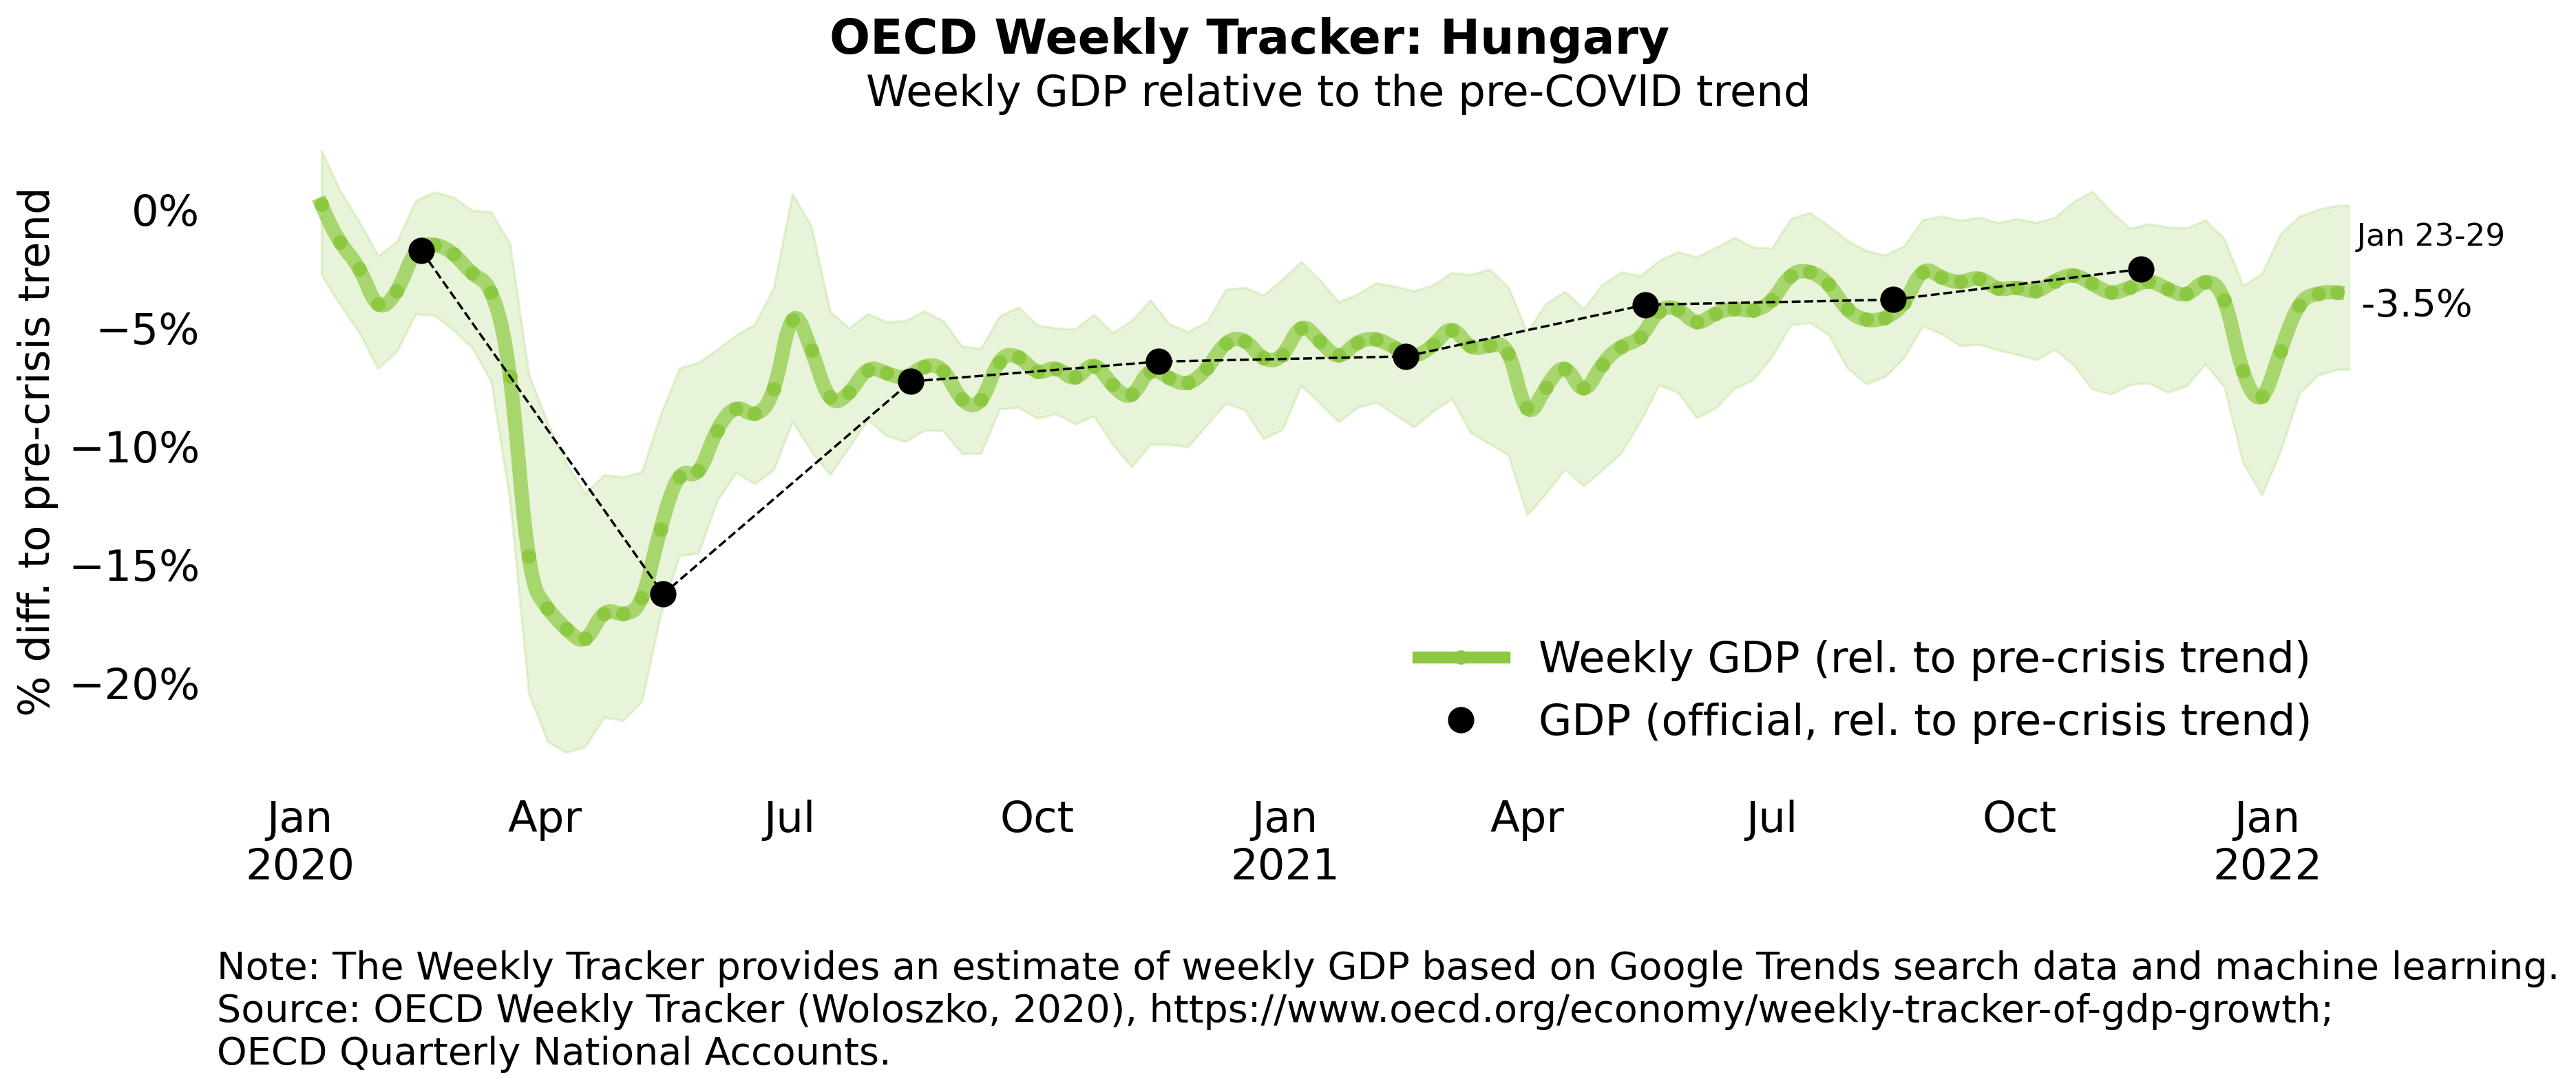 OECD Weekly Tracker: Hungary
Weekly GDP relative to the pre-COVID trend
% diff. to pre-crisis trend
0%
−5%
−10%
−15%
−20%
Jan 23-29
-3.5%
Weekly GDP (rel. to pre-crisis trend)
GDP (official, rel. to pre-crisis trend)
Jan Apr Jul Oct Jan Apr Jul Oct Jan
2020 2021 2022
Note: The Weekly Tracker provides an estimate of weekly GDP based on Google Trends search data and machine learning.
Source: OECD Weekly Tracker (Woloszko, 2020), https://www.oecd.org/economy/weekly-tracker-of-gdp-growth;
OECD Quarterly National Accounts.